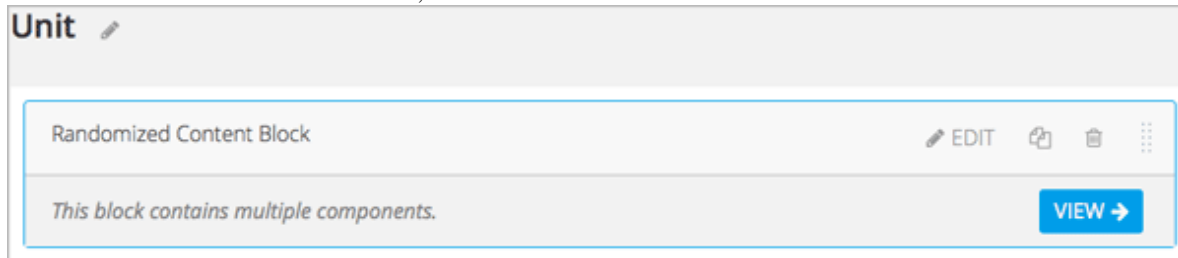 Unit
Randomized Content Block
EDIT
This block contains multiple components.
VIEW